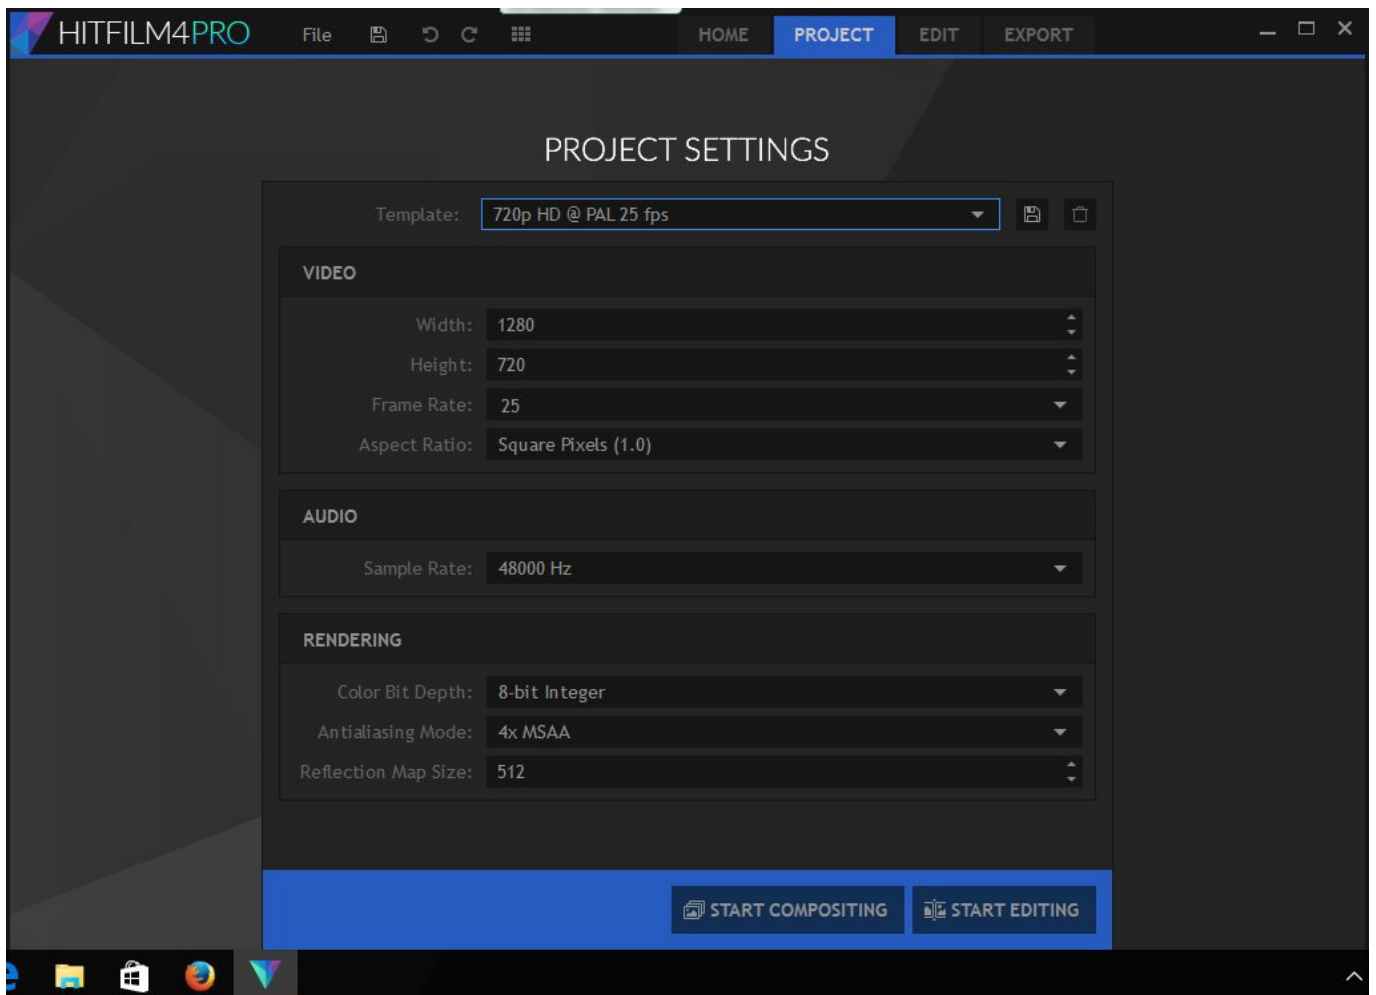 HITFILM4PRO File HOME PROJECT EDIT EXPORT
PROJECT SETTINGS
Template: 720p HD @ PAL 25 fps
VIDEO
Width: 1280
Height: 720
Frame Rate: 25
Aspect Ratio: Square Pixels (1.0)
AUDIO
Sample Rate: 48000 Hz
RENDERING
Color Bit Depth: 8-bit Integer
Antialiasing Mode: 4x MSAA
Reflection Map Size: 512
START COMPOSITING START EDITING